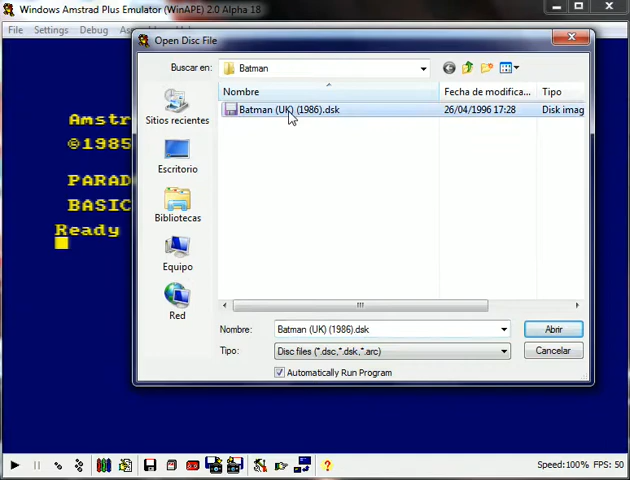 Windows Amstrad Plus Emulator (WinAPE) 2.0 Alpha 18
File Settings Debug
Open Disc File
Buscar en: Batman
Nombre Fecha de modifica... Tipo
Batman (UK) (1986).dsk 26/04/1996 17:28 Disk imag
Sitios recientes
Escritorio
Bibliotecas
Equipo
Red
Amstr
©1985
PARAD
BASIC
Ready
Nombre: Batman (UK) (1986).dsk Abrir
Tipo: Disc files (*.dsc,*.dsk,*.arc) Cancelar
Automatically Run Program
Speed:100% FPS: 50